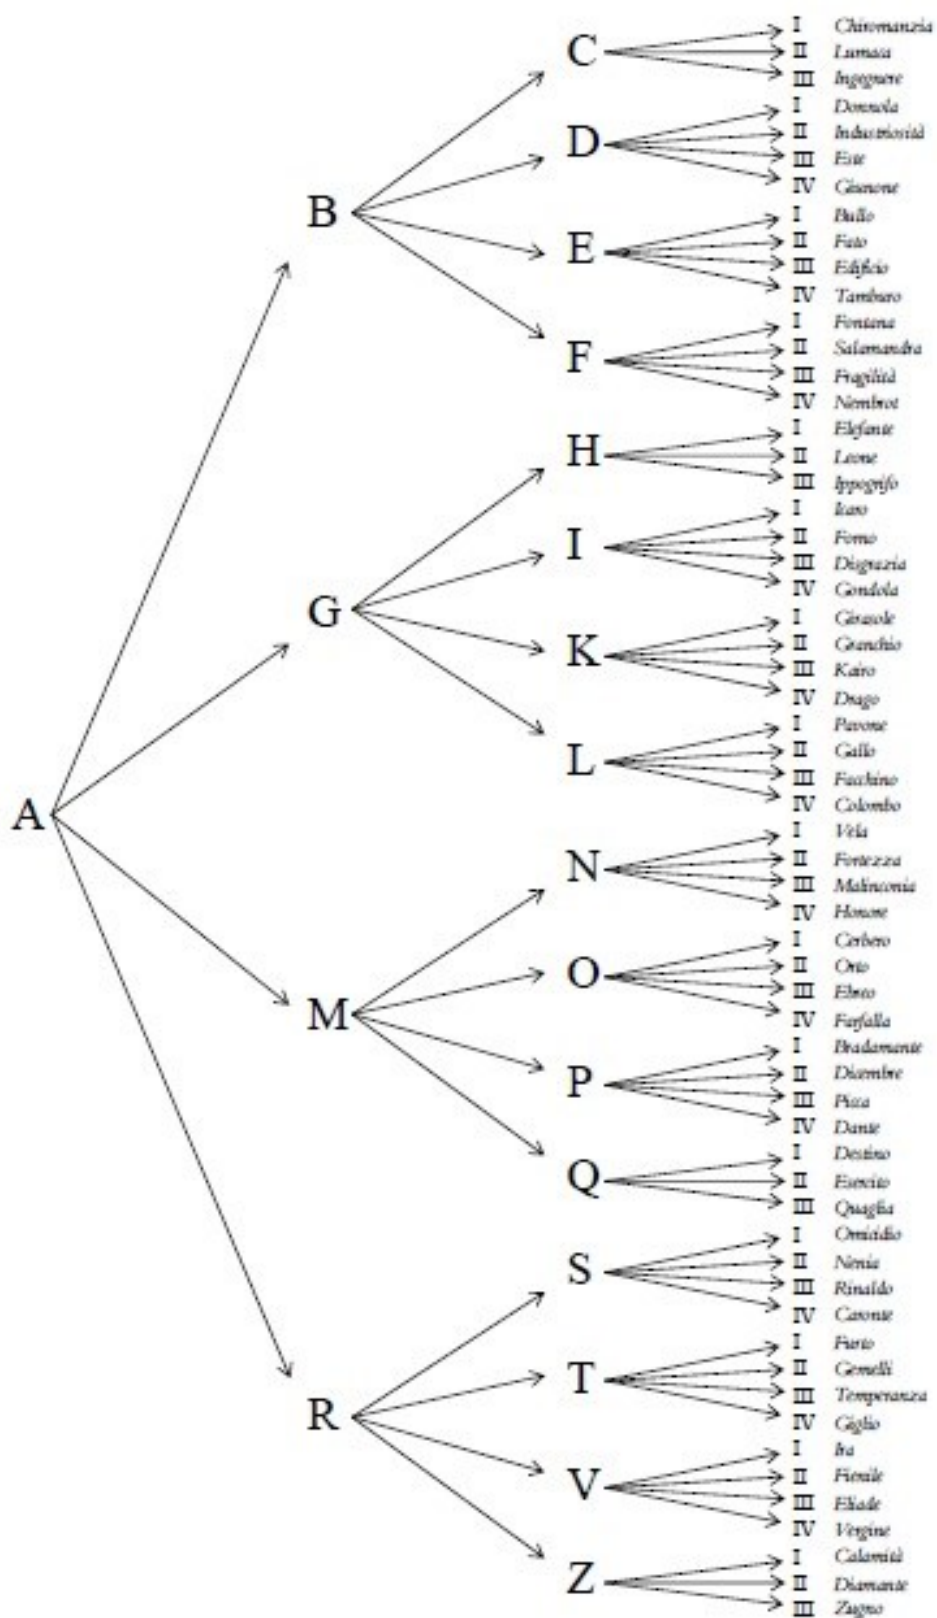 C
I Chiromanzia
II Lumaca
III Ingegnere
D
I Donnola
II Industriosità
III Este
IV Giunone
B
E
I Bullo
II Fato
III Edificio
IV Tamburo
F
I Fontana
II Salamandra
III Fragilità
IV Nembrot
H
I Elefante
II Leone
III Ippogrifo
I
I Icaro
II Forno
III Disgrazia
IV Gondola
G
K
I Girasole
II Granchio
III Kairo
IV Drago
L
I Pavone
II Gallo
III Facchino
IV Colombo
A
N
I Vela
II Fortezza
III Malinconia
IV Honore
O
I Cerbero
II Orto
III Ebreo
IV Farfalla
M
P
I Bradamante
II Dicembre
III Pizza
IV Dante
Q
I Destino
II Esercito
III Quaglia
S
I Omicidio
II Nenia
III Rinaldo
IV Caronte
T
I Furto
II Gemelli
III Temperanza
IV Giglio
R
V
I Ira
II Fienile
III Eliade
IV Vergine
Z
I Calamità
II Diamante
III Zugno